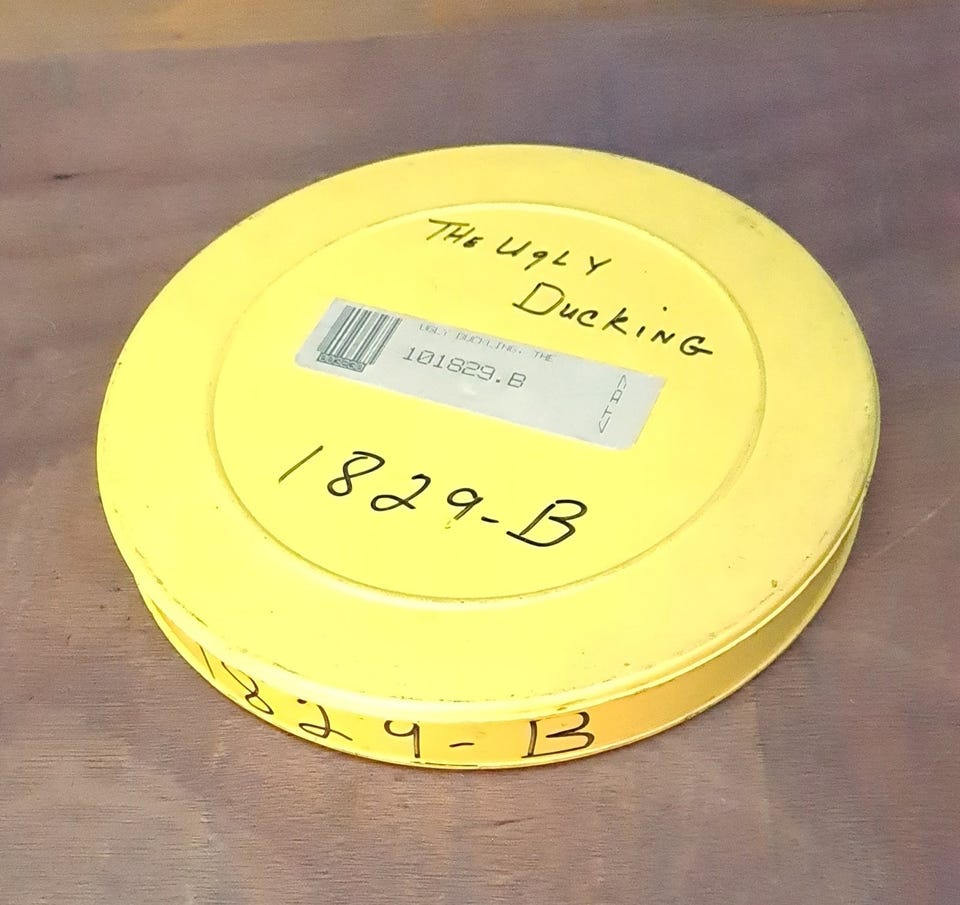 THE UgLY
DucKING
UGLY DUCKLING, THE
101829.B
1829-B
1829-B